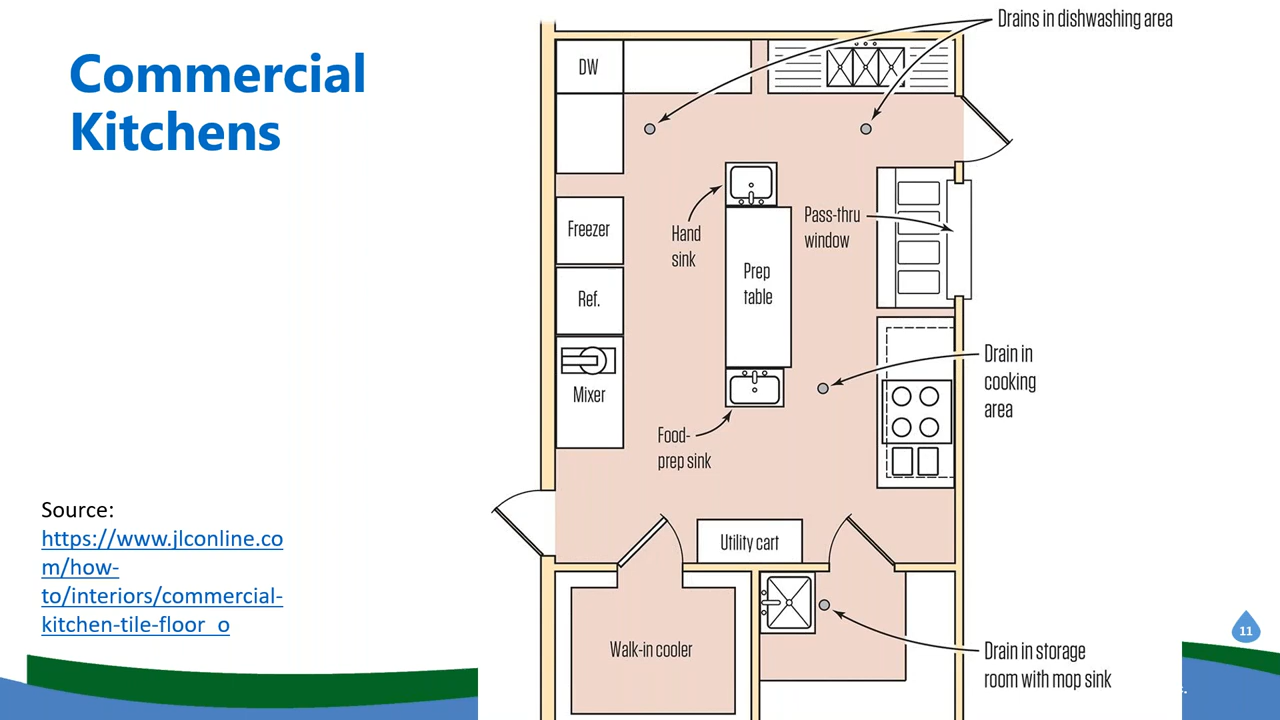 Commercial
Kitchens
Drains in dishwashing area
DW
Hand
sink
Pass-thru
window
Freezer
Prep
table
Ref.
Mixer
Drain in
cooking
area
Food-
prep sink
Utility cart
Walk-in cooler
Drain in storage
room with mop sink
Source:
https://www.jlconline.co
m/how-
to/interiors/commercial-
kitchen-tile-floor_o
11